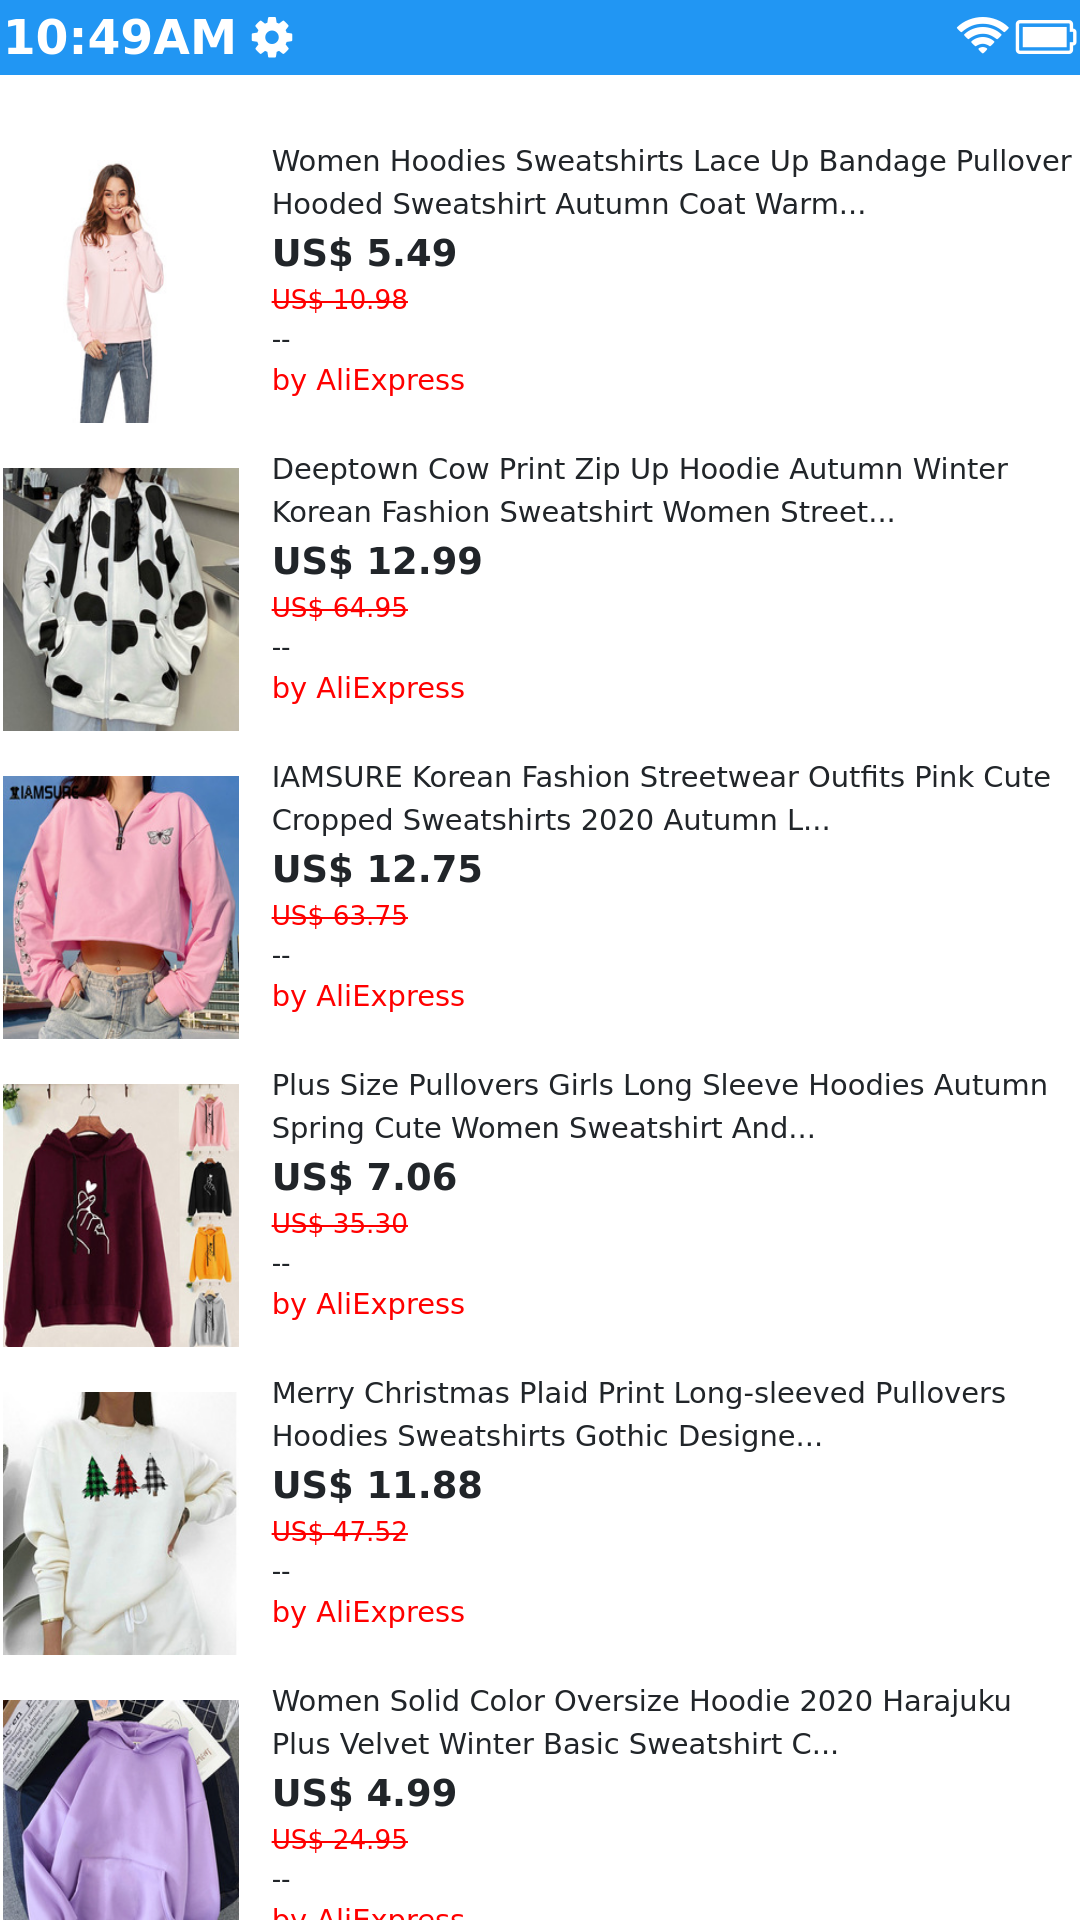 10:49AM
Women Hoodies Sweatshirts Lace Up Bandage Pullover
Hooded Sweatshirt Autumn Coat Warm...
US$ 5.49
US$ 10.98
--
by AliExpress
Deeptown Cow Print Zip Up Hoodie Autumn Winter
Korean Fashion Sweatshirt Women Street...
US$ 12.99
US$ 64.95
--
by AliExpress
IAMSURE
IAMSURE Korean Fashion Streetwear Outfits Pink Cute
Cropped Sweatshirts 2020 Autumn L...
US$ 12.75
US$ 63.75
--
by AliExpress
Plus Size Pullovers Girls Long Sleeve Hoodies Autumn
Spring Cute Women Sweatshirt And...
US$ 7.06
US$ 35.30
--
by AliExpress
Merry Christmas Plaid Print Long-sleeved Pullovers
Hoodies Sweatshirts Gothic Designe...
US$ 11.88
US$ 47.52
--
by AliExpress
Women Solid Color Oversize Hoodie 2020 Harajuku
Plus Velvet Winter Basic Sweatshirt C...
US$ 4.99
US$ 24.95
--
by AliExpress